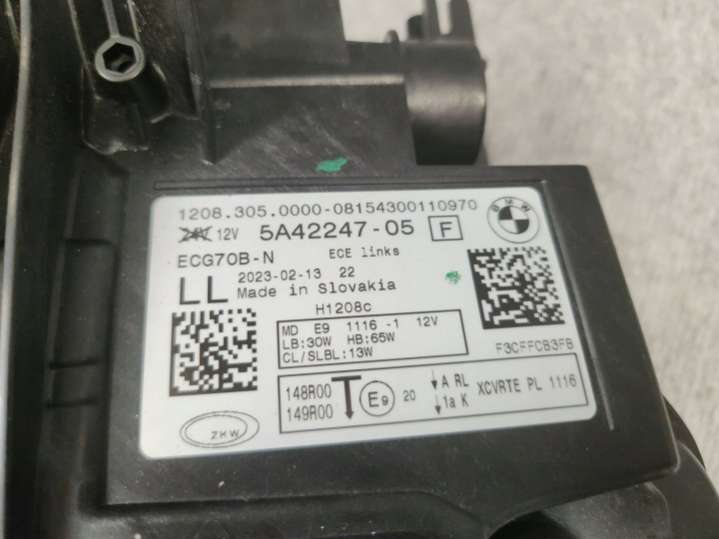 1208.305.0000-08154300110970
BMW
24V 12V 5A42247-05 F
ECG70B-N ECE links
LL 2023-02-13 22
Made in Slovakia
H1208c
MD E9 1116 -1 12V
LB:30W HB:65W
CL/SLBL:13W
F3CFFCB3FB
148R00
149R00
T E9 20
↓A RL
↓1a K
XCVRTE PL 1116
ZKW